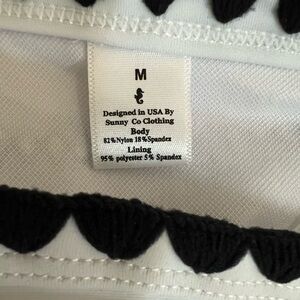 M
Designed in USA By
Sunny Co Clothing
Body
82%Nylon 18%Spandex
Lining
95% polyester 5% Spandex